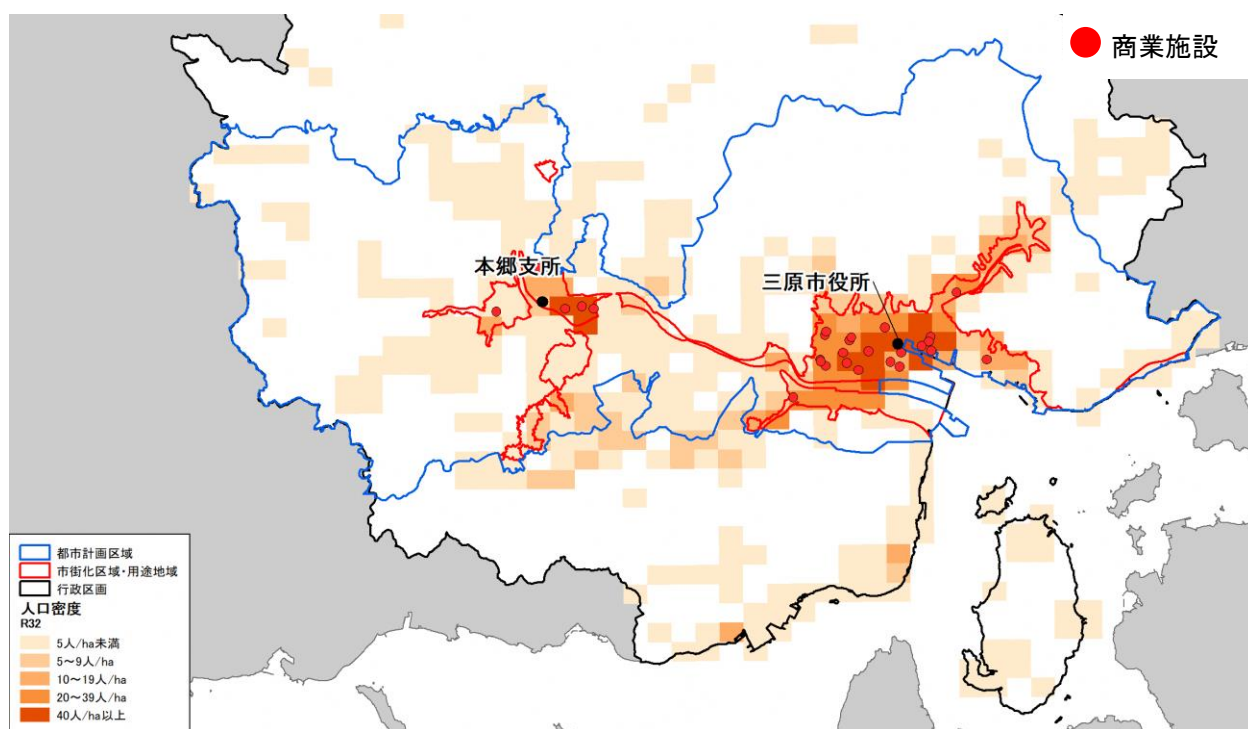 商業施設
本郷支所
三原市役所
都市計画区域
市街化区域・用途地域
行政区画
人口密度
R32
5人/ha未満
5～9人/ha
10～19人/ha
20～39人/ha
40人/ha以上